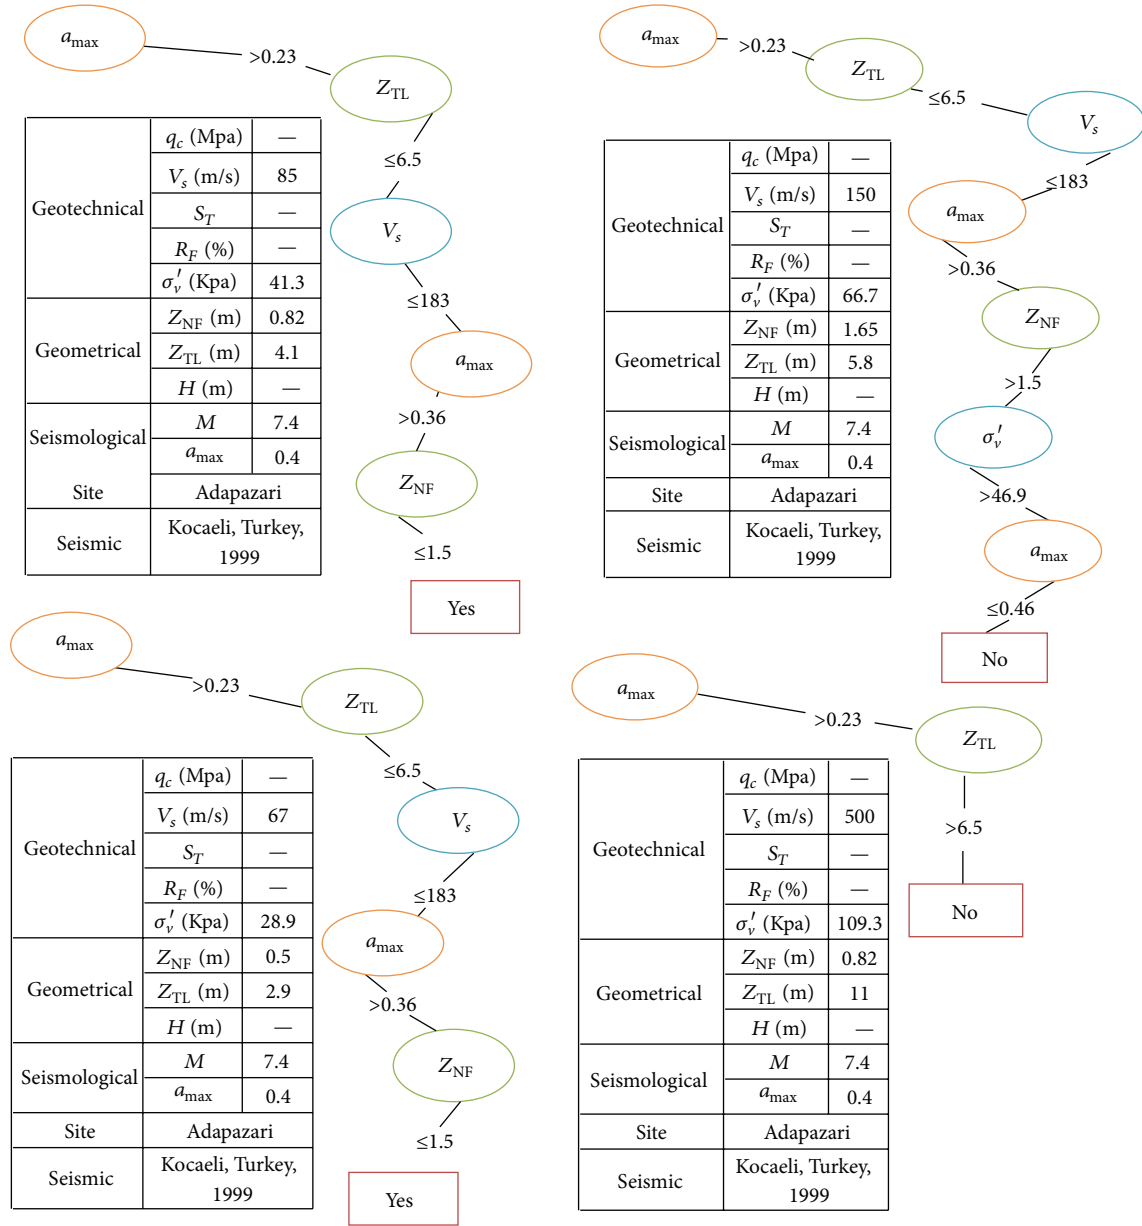 a_max
>0.23
Z_TL
≤6.5
V_s
≤183
a_max
>0.36
Z_NF
≤1.5
Yes
Geotechnical
q_c (Mpa) —
V_s (m/s) 85
S_T —
R_F (%) —
σ′_v (Kpa) 41.3
Geometrical
Z_NF (m) 0.82
Z_TL (m) 4.1
H (m) —
Seismological
M 7.4
a_max 0.4
Site Adapazari
Seismic Kocaeli, Turkey,
1999
a_max
>0.23
Z_TL
≤6.5
V_s
≤183
a_max
>0.36
Z_NF
>1.5
σ′_v
>46.9
a_max
≤0.46
No
Geotechnical
q_c (Mpa) —
V_s (m/s) 150
S_T —
R_F (%) —
σ′_v (Kpa) 66.7
Geometrical
Z_NF (m) 1.65
Z_TL (m) 5.8
H (m) —
Seismological
M 7.4
a_max 0.4
Site Adapazari
Seismic Kocaeli, Turkey,
1999
a_max
>0.23
Z_TL
≤6.5
V_s
≤183
a_max
>0.36
Z_NF
≤1.5
Yes
Geotechnical
q_c (Mpa) —
V_s (m/s) 67
S_T —
R_F (%) —
σ′_v (Kpa) 28.9
Geometrical
Z_NF (m) 0.5
Z_TL (m) 2.9
H (m) —
Seismological
M 7.4
a_max 0.4
Site Adapazari
Seismic Kocaeli, Turkey,
1999
a_max
>0.23
Z_TL
>6.5
No
Geotechnical
q_c (Mpa) —
V_s (m/s) 500
S_T —
R_F (%) —
σ′_v (Kpa) 109.3
Geometrical
Z_NF (m) 0.82
Z_TL (m) 11
H (m) —
Seismological
M 7.4
a_max 0.4
Site Adapazari
Seismic Kocaeli, Turkey,
1999